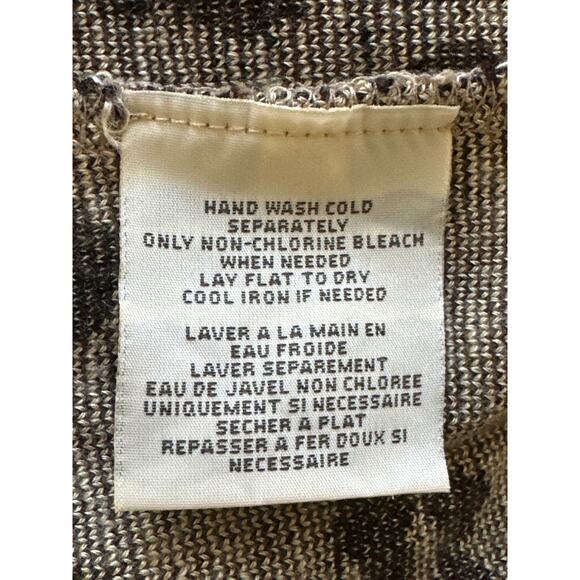 HAND WASH COLD
SEPARATELY
ONLY NON-CHLORINE BLEACH
WHEN NEEDED
LAY FLAT TO DRY
COOL IRON IF NEEDED
LAVER A LA MAIN EN
EAU FROIDE
LAVER SEPAREMENT
EAU DE JAVEL NON CHLOREE
UNIQUEMENT SI NECESSAIRE
SECHER A PLAT
REPASSER A FER DOUX SI
NECESSAIRE